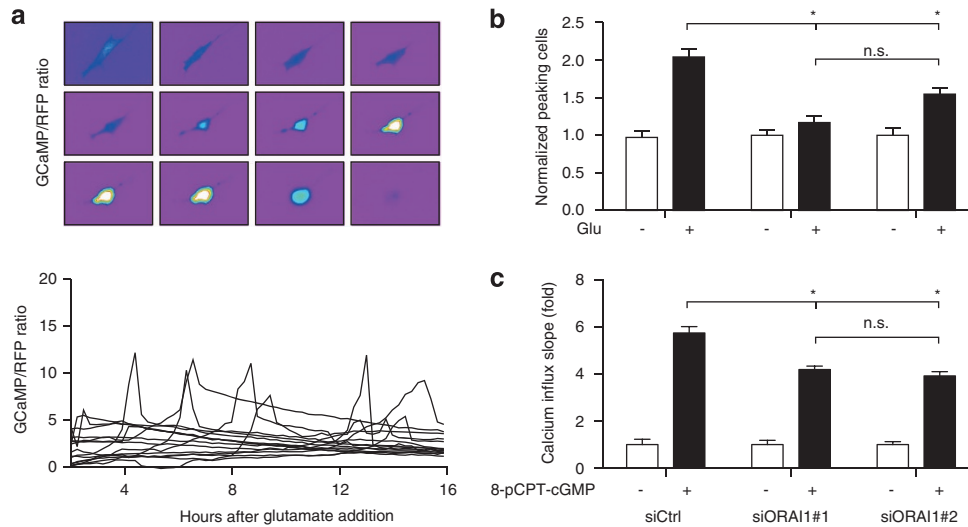 a
GCaMP/RFP ratio
GCaMP/RFP ratio
20
15
10
5
0
4 8 12 16
Hours after glutamate addition
b
Normalized peaking cells
2.5
2.0
1.5
1.0
0.5
0.0
* *
n.s.
Glu - + - + - +
c
Calcium influx slope (fold)
8
6
4
2
0
* *
n.s.
8-pCPT-cGMP - + - + - +
siCtrl siORAI1#1 siORAI1#2